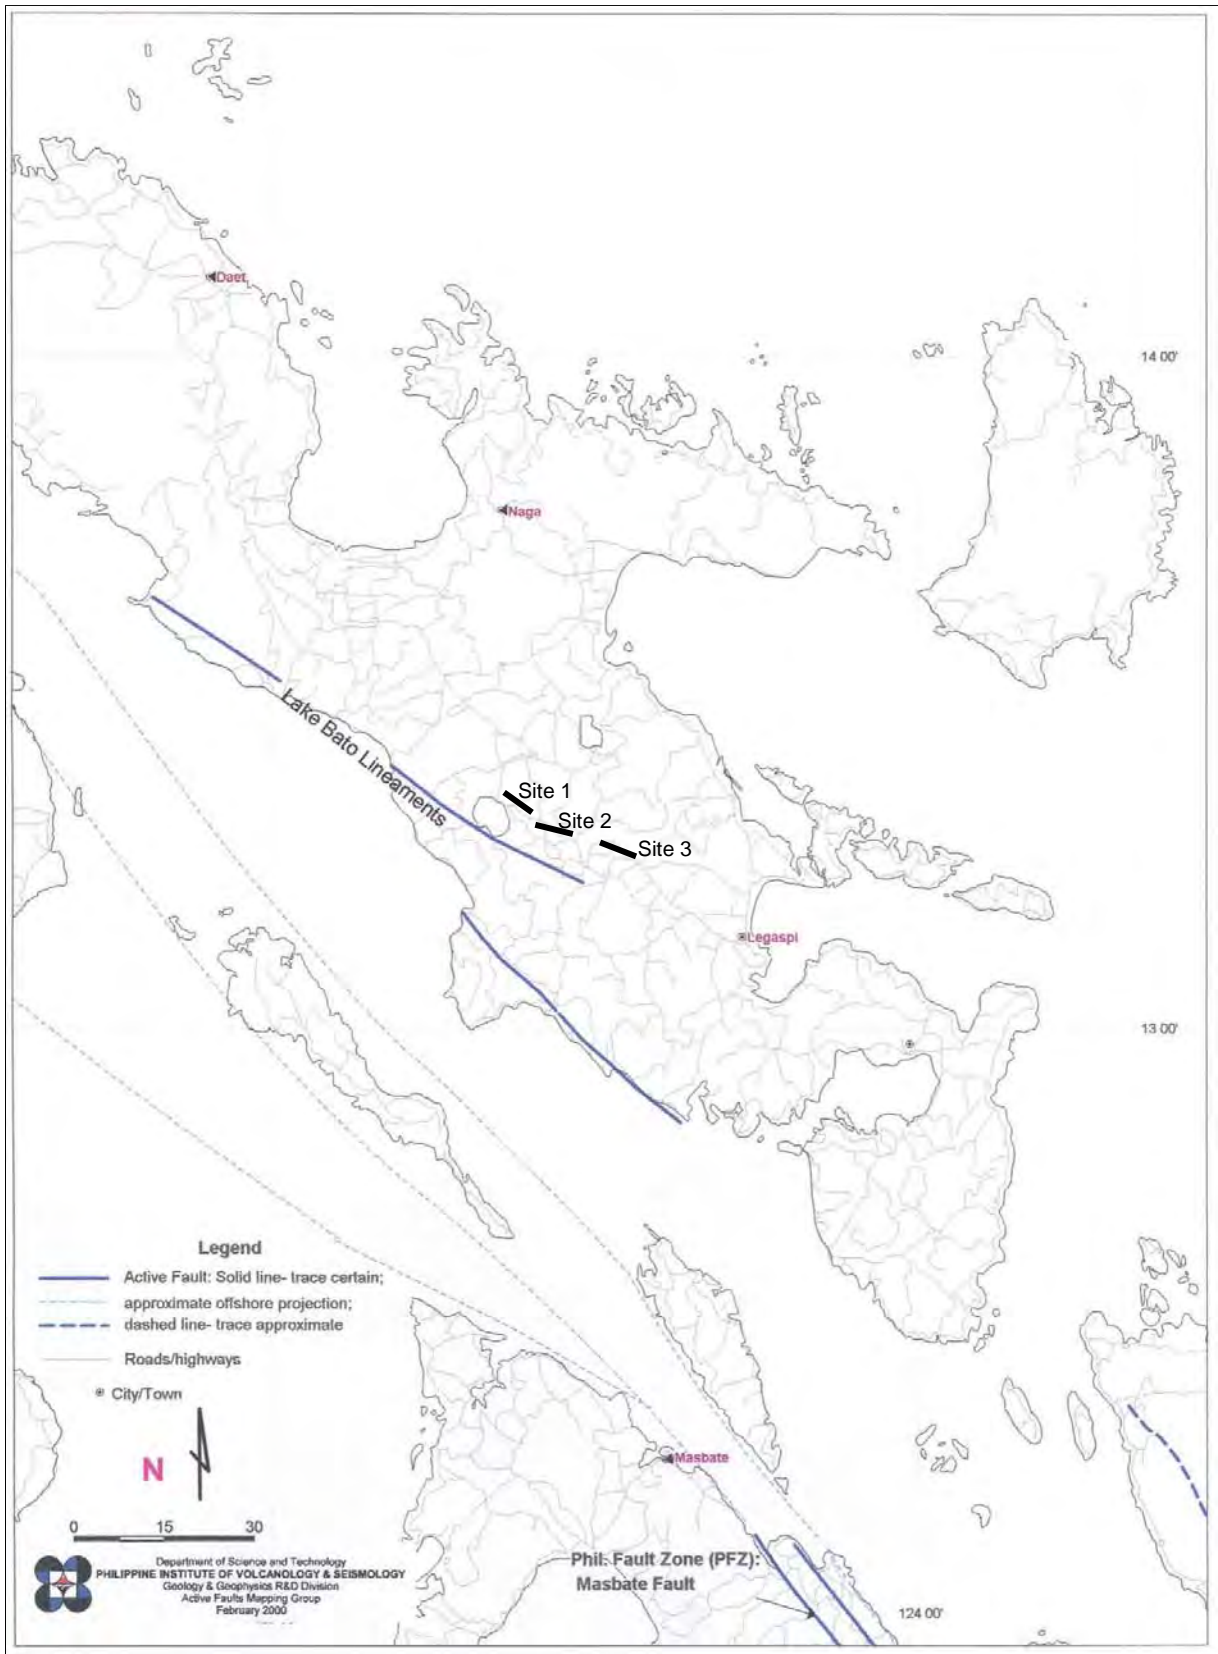 Daet
14 00'
Naga
Lake Bato Lineaments
Site 1
Site 2
Site 3
Legaspi
13 00'
Legend
Active Fault: Solid line- trace certain;
approximate offshore projection;
dashed line- trace approximate
Roads/highways
City/Town
N
Masbate
0 15 30
Phil. Fault Zone (PFZ):
Masbate Fault
Department of Science and Technology
PHILIPPINE INSTITUTE OF VOLCANOLOGY & SEISMOLOGY
Geology & Geophysics R&D Division
Active Faults Mapping Group
February 2000
124 00'